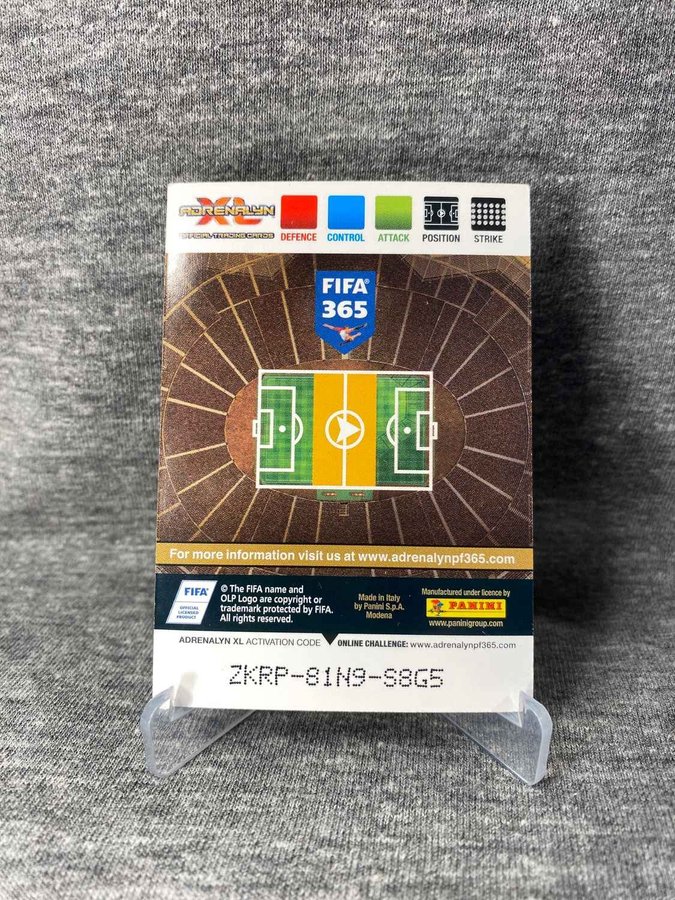 ADRENALYN
XL
OFFICIAL TRADING CARDS
DEFENCE
CONTROL
ATTACK
POSITION
STRIKE
FIFA®
365
For more information visit us at www.adrenalynpf365.com
FIFA®
OFFICIAL
LICENSED
PRODUCT
© The FIFA name and
OLP Logo are copyright or
trademark protected by FIFA.
All rights reserved.
Made in Italy
by Panini S.p.A.
Modena
Manufactured under licence by
PANINI
www.paninigroup.com
ADRENALYN XL ACTIVATION CODE
ONLINE CHALLENGE: www.adrenalynpf365.com
ZKRP-81N9-S8G5